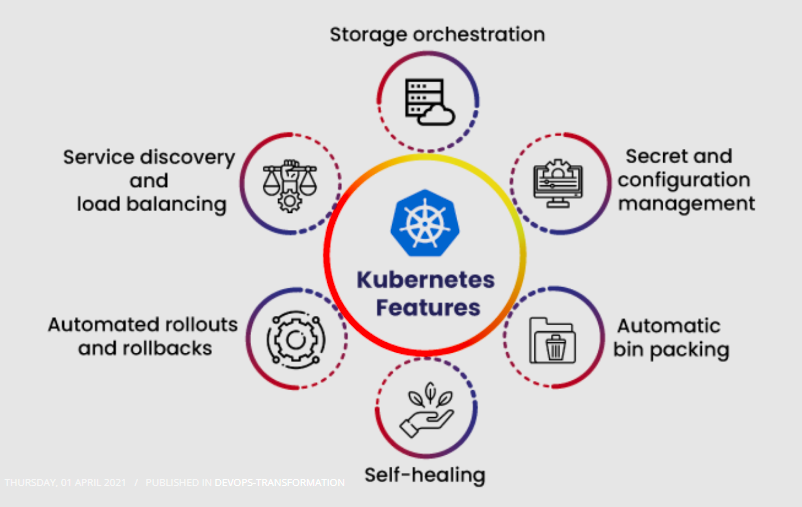 Storage orchestration
Service discovery
and
load balancing
Secret and
configuration
management
Kubernetes
Features
Automated rollouts
and rollbacks
Automatic
bin packing
Self-healing
THURSDAY, 01 APRIL 2021 / PUBLISHED IN DEVOPS-TRANSFORMATION